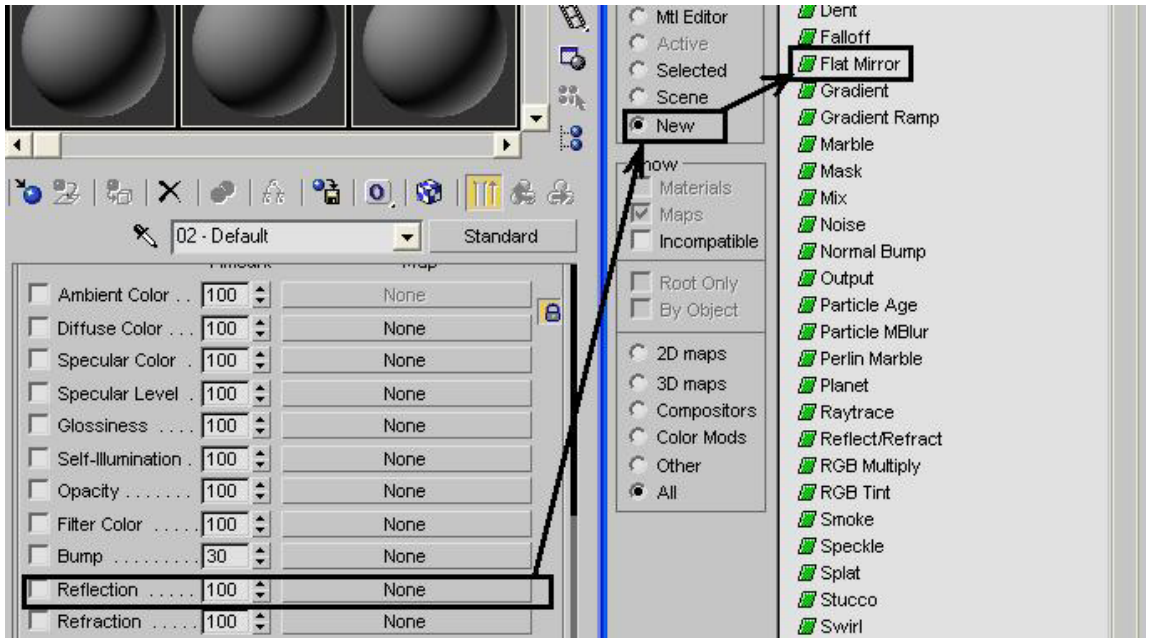 02 - Default
Standard
Amount Map
Ambient Color . . 100 None
Diffuse Color . . . 100 None
Specular Color . 100 None
Specular Level . 100 None
Glossiness . . . . 100 None
Self-Illumination . 100 None
Opacity . . . . . . . 100 None
Filter Color . . . . . 100 None
Bump . . . . . . . . . 30 None
Reflection . . . . . 100 None
Refraction . . . . . 100 None
Mtl Editor
Active
Selected
Scene
New
Show
Materials
Maps
Incompatible
Root Only
By Object
2D maps
3D maps
Compositors
Color Mods
Other
All
Dent
Falloff
Flat Mirror
Gradient
Gradient Ramp
Marble
Mask
Mix
Noise
Normal Bump
Output
Particle Age
Particle MBlur
Perlin Marble
Planet
Raytrace
Reflect/Refract
RGB Multiply
RGB Tint
Smoke
Speckle
Splat
Stucco
Swirl